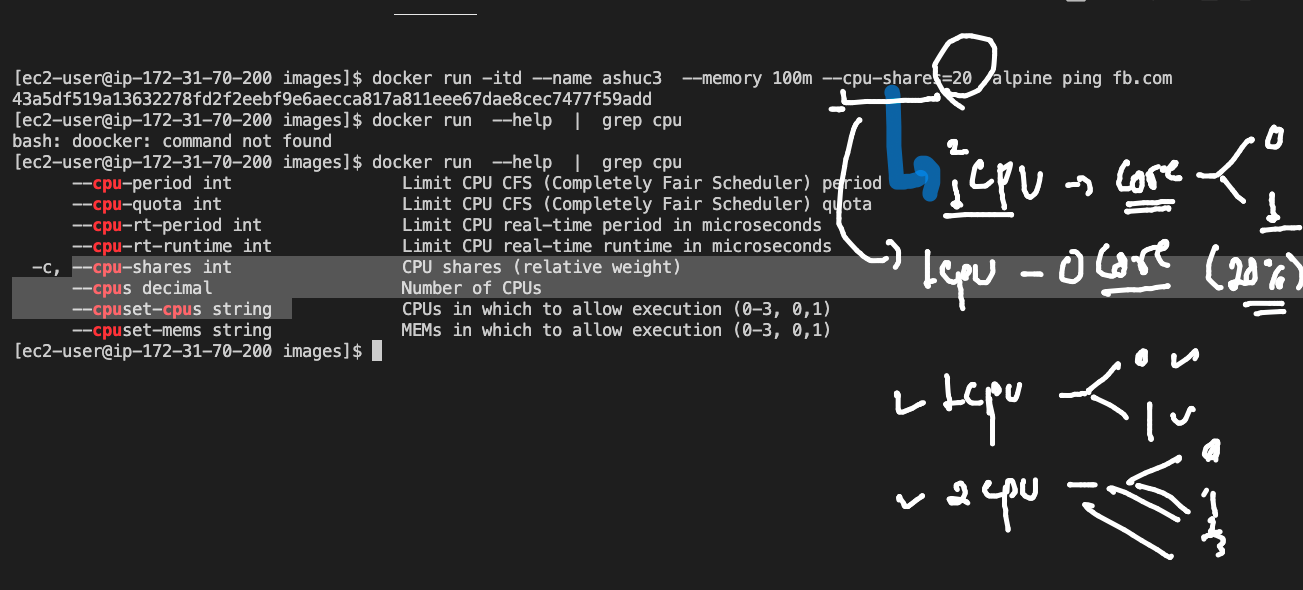 [ec2-user@ip-172-31-70-200 images]$ docker run -itd --name ashuc3  --memory 100m --cpu-shares=20  alpine ping fb.com
43a5df519a13632278fd2f2eebf9e6aecca817a811eee67dae8cec7477f59add
[ec2-user@ip-172-31-70-200 images]$ docker run  --help  |  grep cpu
bash: doocker: command not found
[ec2-user@ip-172-31-70-200 images]$ docker run  --help  |  grep cpu
--cpu-period int                 Limit CPU CFS (Completely Fair Scheduler) period
--cpu-quota int                  Limit CPU CFS (Completely Fair Scheduler) quota
--cpu-rt-period int              Limit CPU real-time period in microseconds
--cpu-rt-runtime int             Limit CPU real-time runtime in microseconds
-c, --cpu-shares int                 CPU shares (relative weight)
--cpus decimal                   Number of CPUs
--cpuset-cpus string             CPUs in which to allow execution (0-3, 0,1)
--cpuset-mems string             MEMs in which to allow execution (0-3, 0,1)
[ec2-user@ip-172-31-70-200 images]$
2
1 CPU → Core 0
1
1cpu - 0 Core (20%)
1cpu 0
1
2 cpu 0
1
2
3